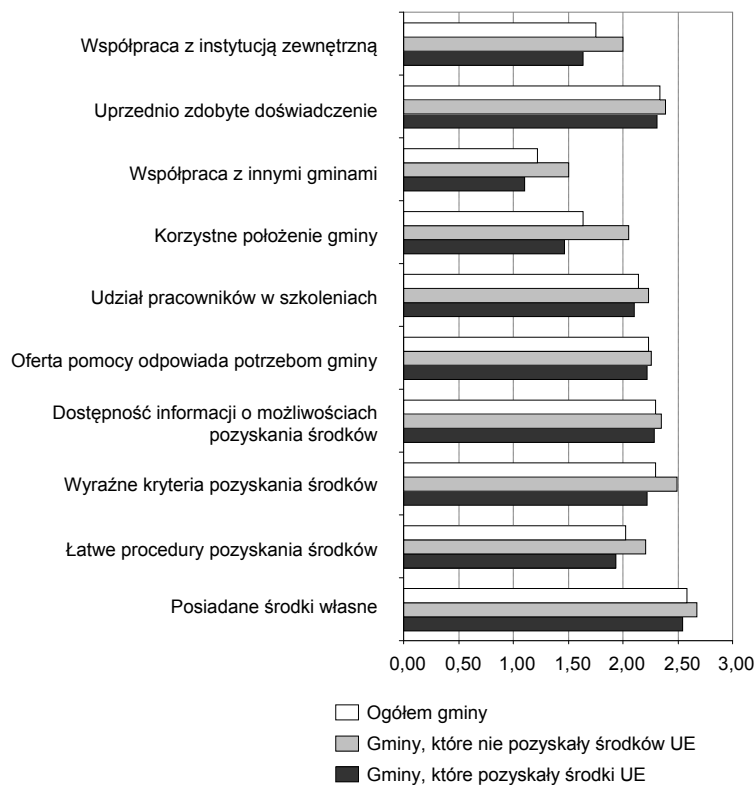 Współpraca z instytucją zewnętrzną
Uprzednio zdobyte doświadczenie
Współpraca z innymi gminami
Korzystne położenie gminy
Udział pracowników w szkoleniach
Oferta pomocy odpowiada potrzebom gminy
Dostępność informacji o możliwościach
pozyskania środków
Wyraźne kryteria pozyskania środków
Łatwe procedury pozyskania środków
Posiadane środki własne
0,00 0,50 1,00 1,50 2,00 2,50 3,00
Ogółem gminy
Gminy, które nie pozyskały środków UE
Gminy, które pozyskały środki UE